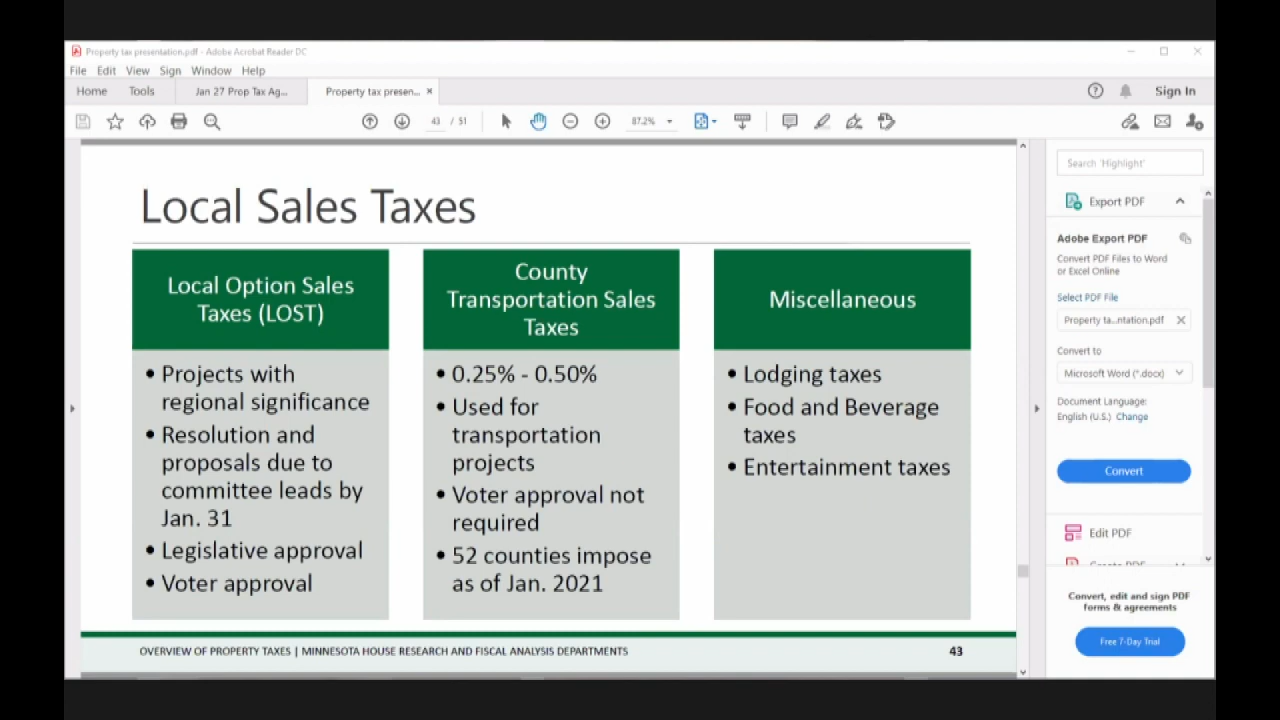 Property tax presentation.pdf - Adobe Acrobat Reader DC
File Edit View Sign Window Help
Home Tools Jan 27 Prop Tax Ag... Property tax presen... × Sign In
43 / 51 87.2%
Local Sales Taxes
Local Option Sales
Taxes (LOST)
• Projects with
regional significance
• Resolution and
proposals due to
committee leads by
Jan. 31
• Legislative approval
• Voter approval
County
Transportation Sales
Taxes
• 0.25% - 0.50%
• Used for
transportation
projects
• Voter approval not
required
• 52 counties impose
as of Jan. 2021
Miscellaneous
• Lodging taxes
• Food and Beverage
taxes
• Entertainment taxes
OVERVIEW OF PROPERTY TAXES | MINNESOTA HOUSE RESEARCH AND FISCAL ANALYSIS DEPARTMENTS 43
Search 'Highlight'
Export PDF
Adobe Export PDF
Convert PDF Files to Word
or Excel Online
Select PDF File
Property ta...ntation.pdf
Convert to
Microsoft Word (*.docx)
Document Language:
English (U.S.) Change
Convert
Edit PDF
Create PDF
Convert, edit and sign PDF
forms & agreements
Free 7-Day Trial